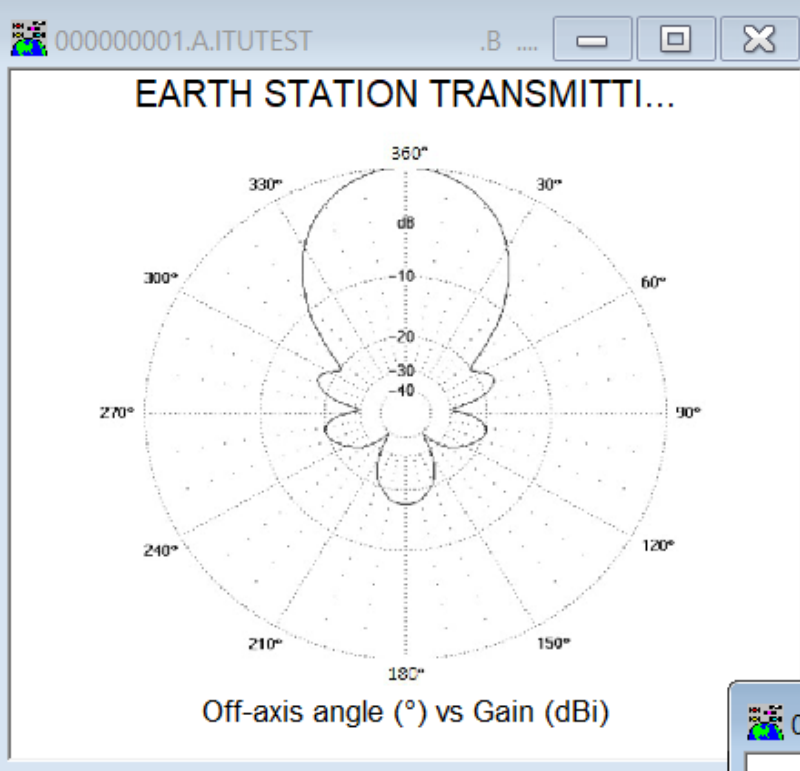 000000001.A.ITUTEST .B ....
EARTH STATION TRANSMITTI...
360°
330° 30°
dB
300° -10 60°
-20
-30
-40
270° 90°
240° 120°
210° 150°
180°
Off-axis angle (°) vs Gain (dBi)